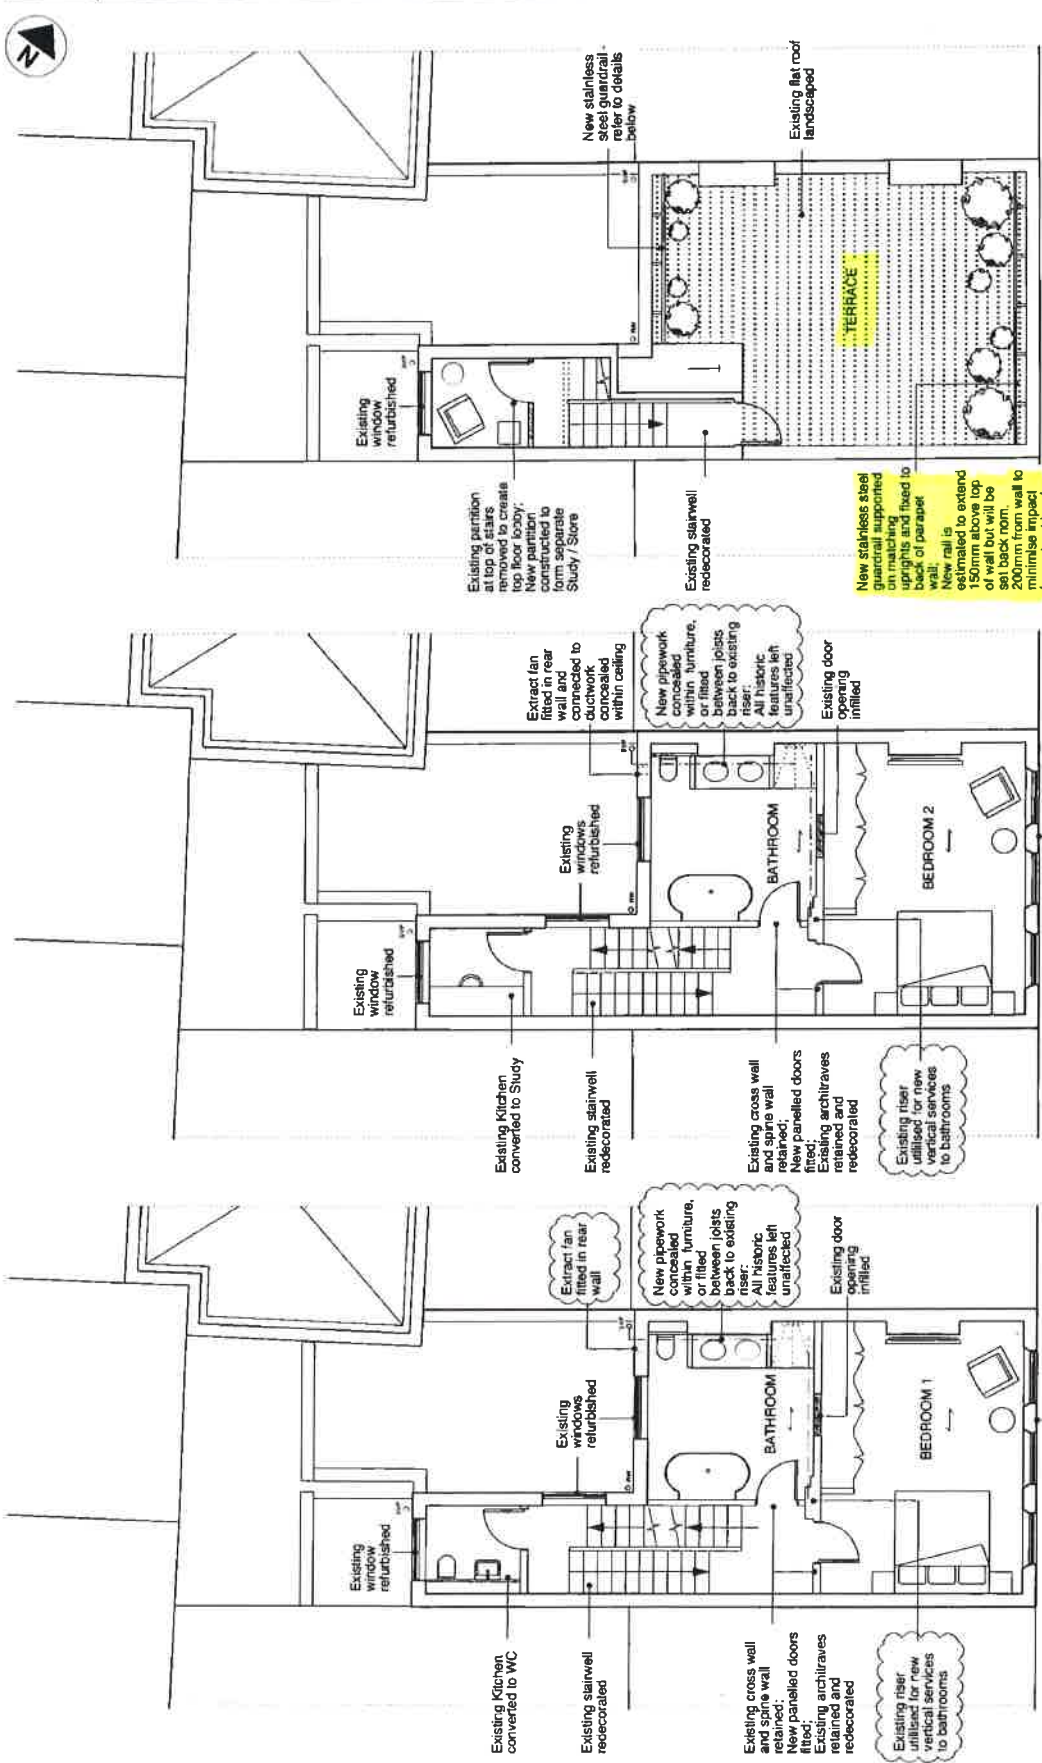 N
Existing
window
refurbished
Existing partition
at top of stairs
removed to create
top floor lobby;
New partition
constructed to
form separate
Study / Store
Existing stairwell
redecorated
New stainless
steel guardrail -
refer to details
below
Existing flat roof
landscaped
TERRACE
New stainless steel
guardrail supported
on matching
uprights and fixed to
back of parapet
wall;
New rail is
estimated to extend
150mm above top
of wall but will be
set back nom.
200mm from wall to
minimise impact
Existing
window
refurbished
Existing
windows
refurbished
Extract fan
fitted in rear
wall and
connected to
ductwork
concealed
within ceiling
New pipework
concealed
within furniture,
or fitted
between joists
back to existing
riser:
All historic
features left
unaffected
Existing door
opening
infilled
Existing Kitchen
converted to Study
Existing stairwell
redecorated
Existing cross wall
and spine wall
retained;
New panelled doors
fitted;
Existing architraves
retained and
redecorated
Existing riser
utilised for new
vertical services
to bathrooms
BATHROOM
BEDROOM 2
Existing
window
refurbished
Existing
windows
refurbished
Extract fan
fitted in rear
wall
New pipework
concealed
within furniture,
or fitted
between joists
back to existing
riser:
All historic
features left
unaffected
Existing door
opening
infilled
Existing Kitchen
converted to WC
Existing stairwell
redecorated
Existing cross wall
and spine wall
retained;
New panelled doors
fitted;
Existing architraves
retained and
redecorated
Existing riser
utilised for new
vertical services
to bathrooms
BATHROOM
BEDROOM 1